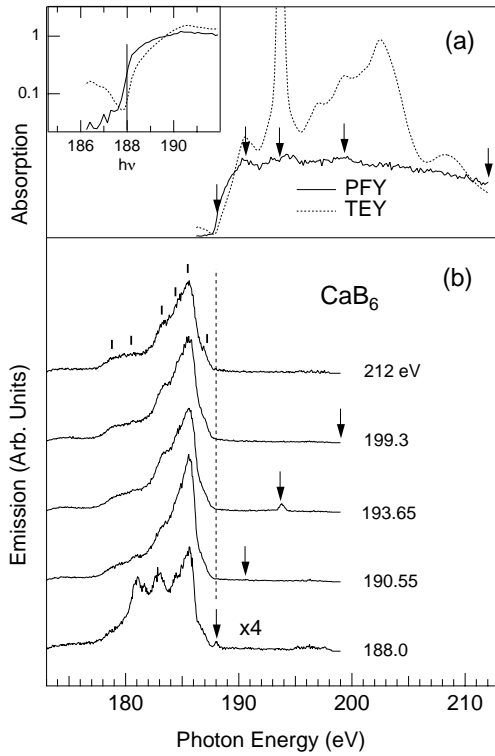 (a)
1
0.1
186 188 190
hν
Absorption
PFY
TEY
(b)
CaB6
212 eV
199.3
193.65
190.55
x4
188.0
Emission (Arb. Units)
180 190 200 210
Photon Energy (eV)